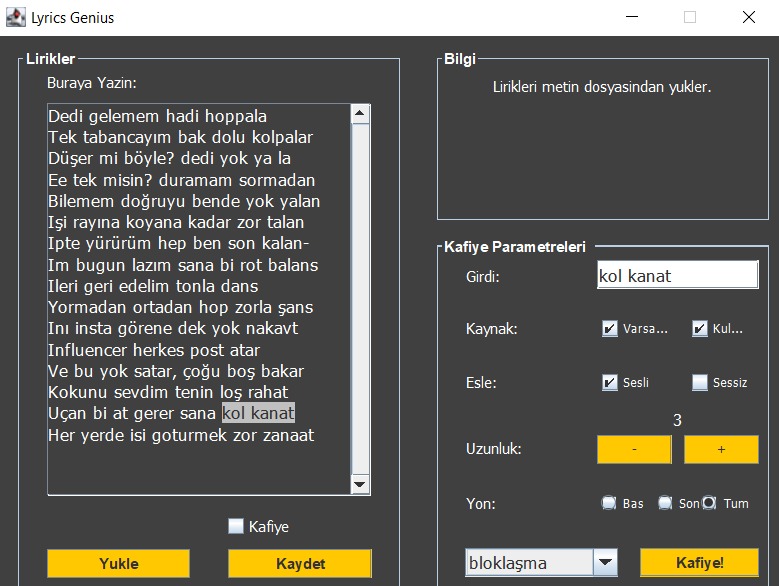 Lyrics Genius
Lirikler
Buraya Yazin:
Dedi gelemem hadi hoppala
Tek tabancayım bak dolu kolpalar
Düşer mi böyle? dedi yok ya la
Ee tek misin? duramam sormadan
Bilemem doğruyu bende yok yalan
Işi rayına koyana kadar zor talan
Ipte yürürüm hep ben son kalan-
Im bugun lazım sana bi rot balans
Ileri geri edelim tonla dans
Yormadan ortadan hop zorla şans
Inı insta görene dek yok nakavt
Influencer herkes post atar
Ve bu yok satar, çoğu boş bakar
Kokunu sevdim tenin loş rahat
Uçan bi at gerer sana kol kanat
Her yerde isi goturmek zor zanaat
Kafiye
Yukle
Kaydet
Bilgi
Lirikleri metin dosyasindan yukler.
Kafiye Parametreleri
Girdi:
kol kanat
Kaynak:
Varsa...
Kul...
Esle:
Sesli
Sessiz
3
Uzunluk:
-
+
Yon:
Bas
Son
Tum
bloklaşma
Kafiye!